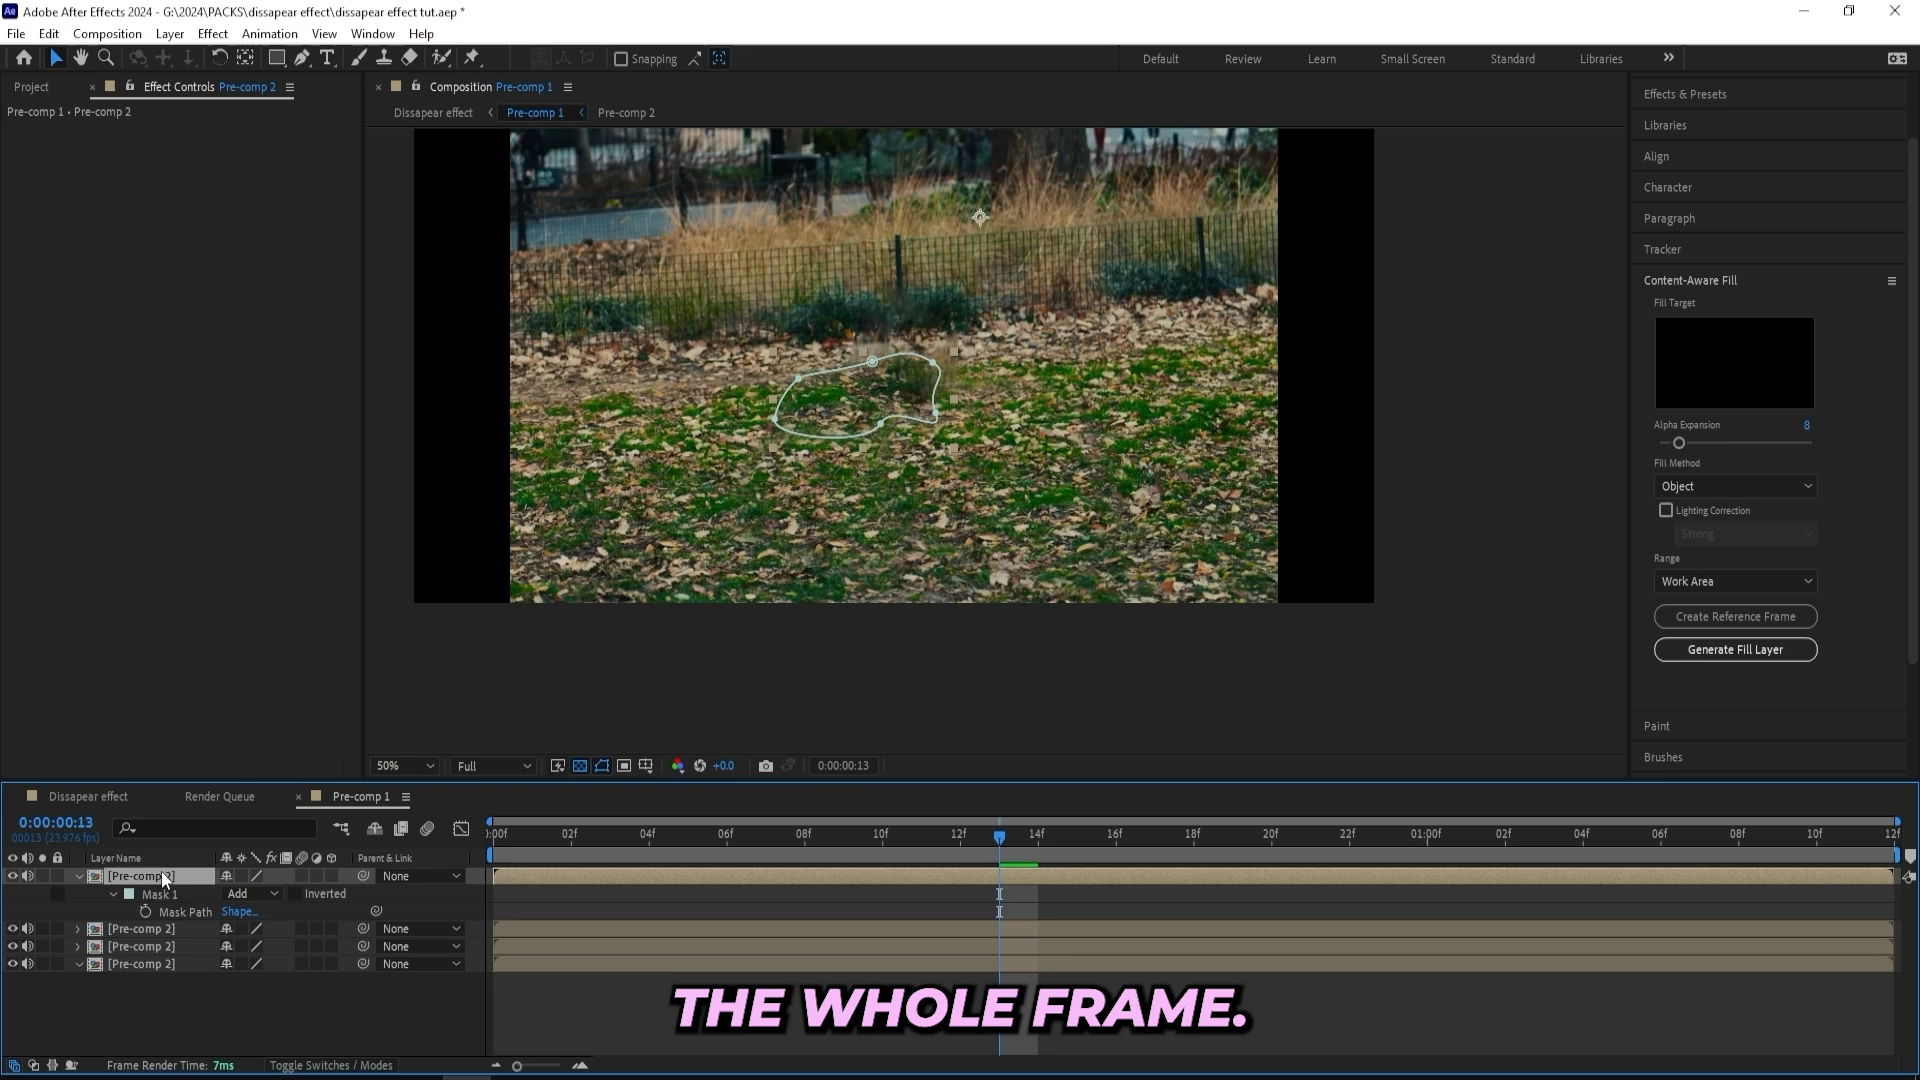 Ae Adobe After Effects 2024 - G:\2024\PACKS\dissapear effect\dissapear effect tut.aep *
File Edit Composition Layer Effect Animation View Window Help
T Snapping Default Review Learn Small Screen Standard Libraries
Project Effect Controls Pre-comp 2
Pre-comp 1 • Pre-comp 2
Composition Pre-comp 1
Dissapear effect Pre-comp 1 Pre-comp 2
Effects & Presets
Libraries
Align
Character
Paragraph
Tracker
Content-Aware Fill
Fill Target
Alpha Expansion 8
Fill Method
Object
Lighting Correction
Strong
Range
Work Area
Create Reference Frame
Generate Fill Layer
Paint
Brushes
50% Full +0.0 0:00:00:13
Dissapear effect Render Queue Pre-comp 1
0:00:00:13
00013 (23.976 fps)
):00f 02f 04f 06f 08f 10f 12f 14f 16f 18f 20f 22f 01:00f 02f 04f 06f 08f 10f 12f
Layer Name fx Parent & Link
[Pre-comp 2] None
Mask 1 Add Inverted
Mask Path Shape...
[Pre-comp 2] None
[Pre-comp 2] None
[Pre-comp 2] None
THE WHOLE FRAME.
Frame Render Time: 7ms Toggle Switches / Modes